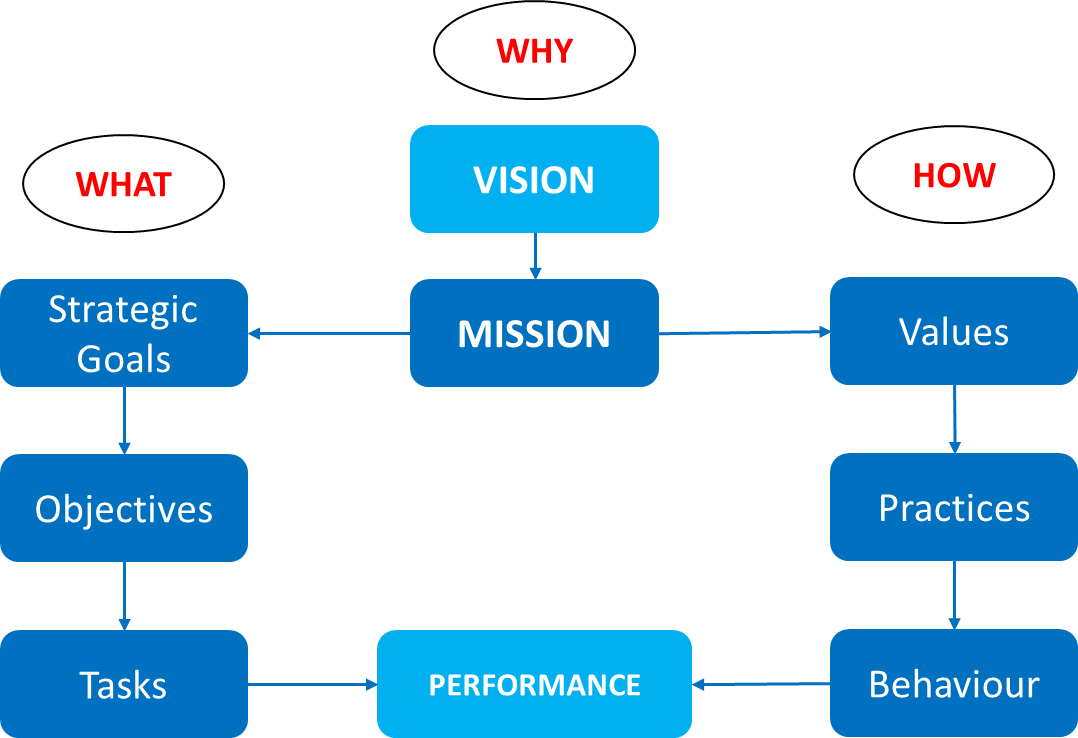 WHY
WHAT
VISION
HOW
Strategic
Goals
MISSION
Values
Objectives
Practices
Tasks
PERFORMANCE
Behaviour